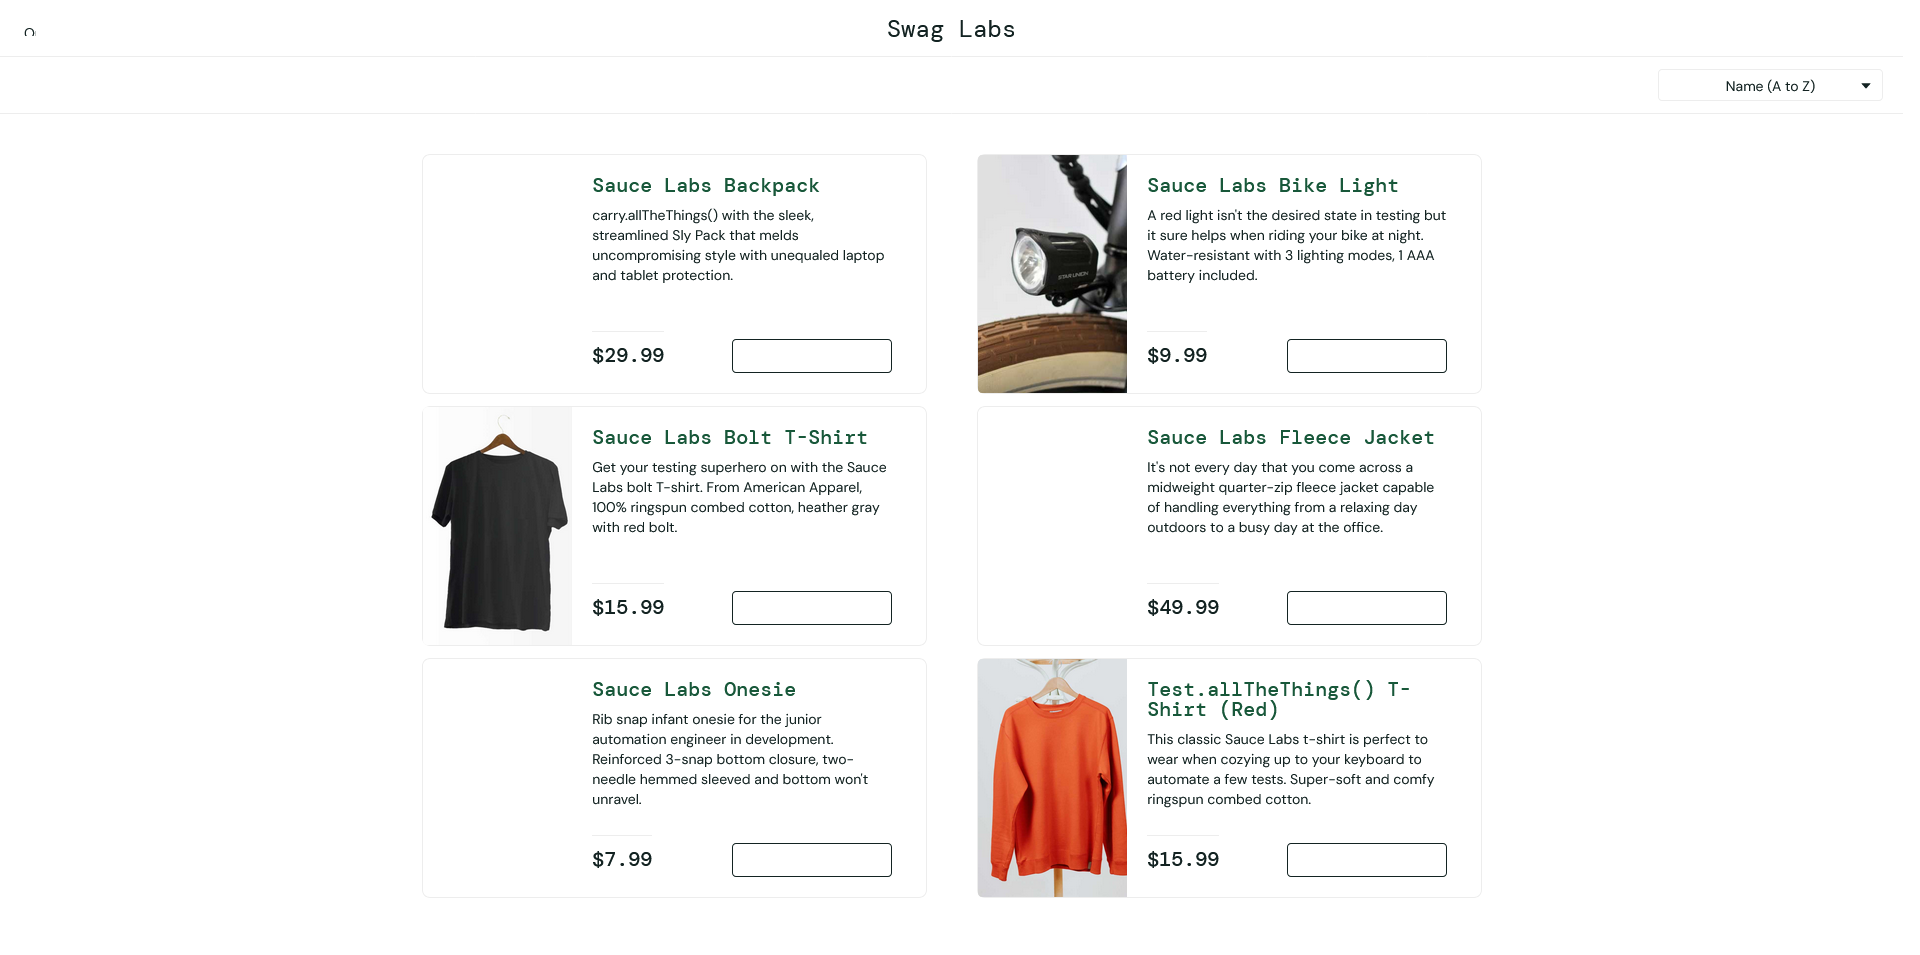 Swag Labs
Name (A to Z)
Sauce Labs Backpack
carry.allTheThings() with the sleek,
streamlined Sly Pack that melds
uncompromising style with unequaled laptop
and tablet protection.
$29.99
Sauce Labs Bike Light
A red light isn't the desired state in testing but
it sure helps when riding your bike at night.
Water-resistant with 3 lighting modes, 1 AAA
battery included.
STAR UNION
$9.99
Sauce Labs Bolt T-Shirt
Get your testing superhero on with the Sauce
Labs bolt T-shirt. From American Apparel,
100% ringspun combed cotton, heather gray
with red bolt.
$15.99
Sauce Labs Fleece Jacket
It's not every day that you come across a
midweight quarter-zip fleece jacket capable
of handling everything from a relaxing day
outdoors to a busy day at the office.
$49.99
Sauce Labs Onesie
Rib snap infant onesie for the junior
automation engineer in development.
Reinforced 3-snap bottom closure, two-
needle hemmed sleeved and bottom won't
unravel.
$7.99
Test.allTheThings() T-
Shirt (Red)
This classic Sauce Labs t-shirt is perfect to
wear when cozying up to your keyboard to
automate a few tests. Super-soft and comfy
ringspun combed cotton.
$15.99